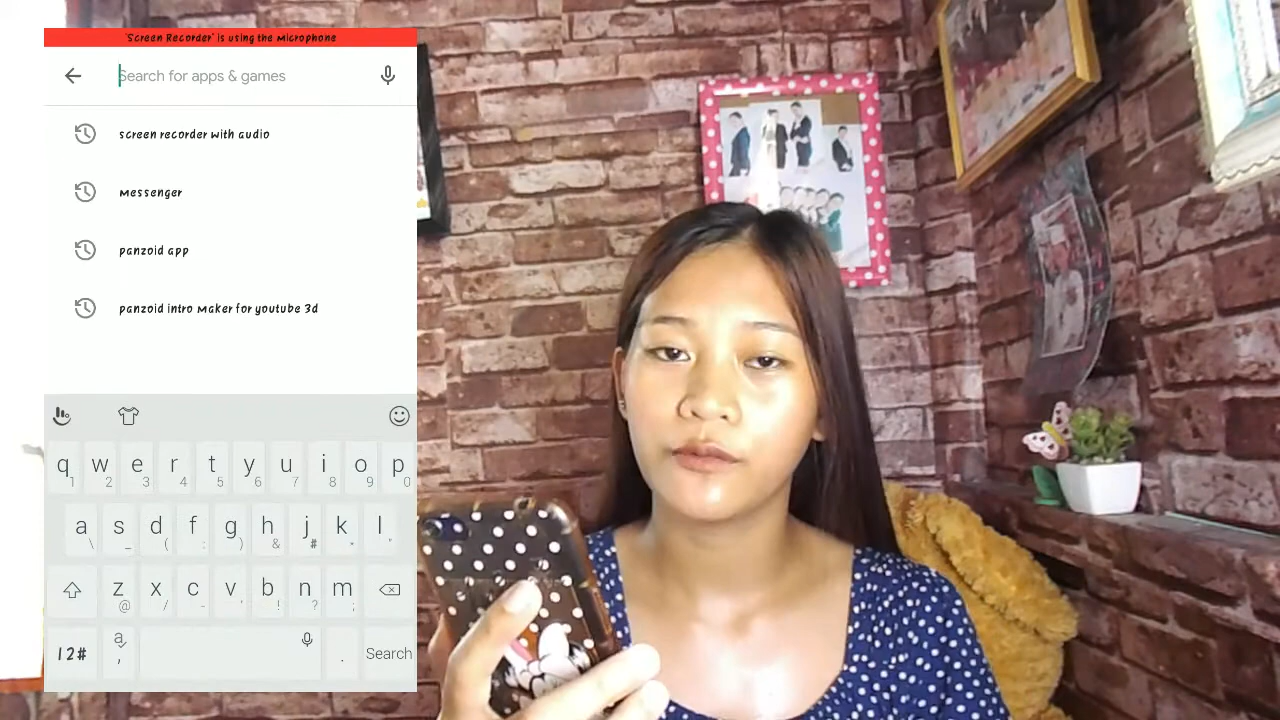 "Screen Recorder" is using the microphone
Search for apps & games
screen recorder with audio
messenger
panzoid app
panzoid intro maker for youtube 3d
q w e r t y u i o p
1 2 3 4 5 6 7 8 9 0
a s d f g h j k l
\ _ ( : ) & # " "
z x c v b n m
@ / - ' ! ? ;
12# a , . Search